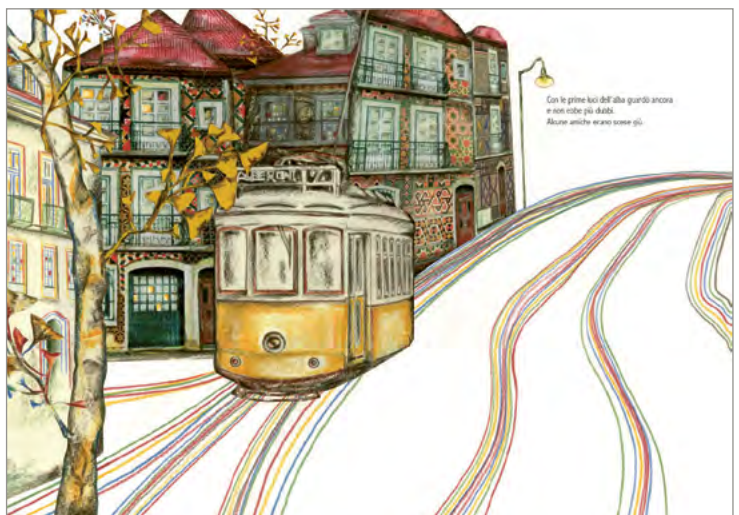 Con le prime luci dell'alba guardò ancora
e non ebbe più dubbi.
Alcune amiche erano scese giù.